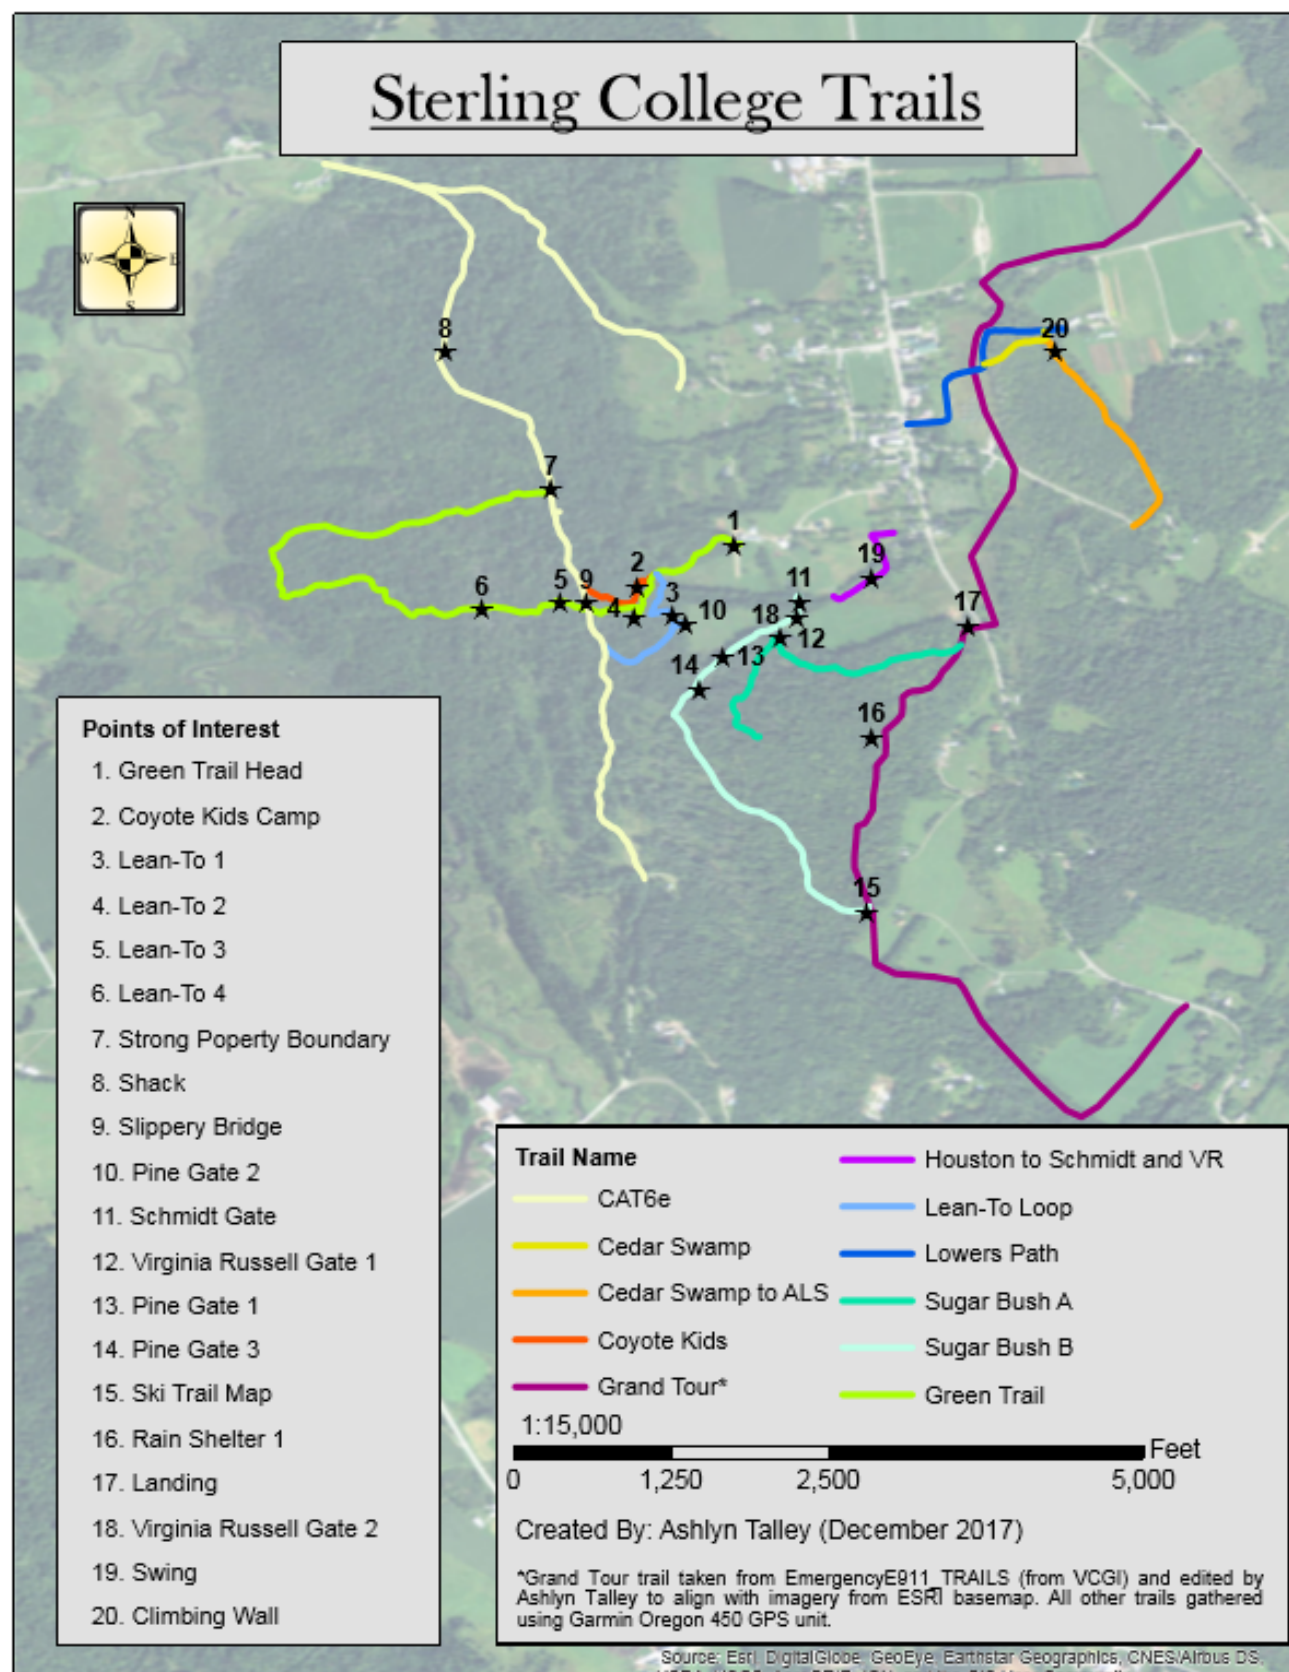 Sterling College Trails
N
W E
S
8
20
7
1
19
2
11
5 9
3
6
4
10
18
12
17
13
14
16
15
Points of Interest
1. Green Trail Head
2. Coyote Kids Camp
3. Lean-To 1
4. Lean-To 2
5. Lean-To 3
6. Lean-To 4
7. Strong Poperty Boundary
8. Shack
9. Slippery Bridge
10. Pine Gate 2
11. Schmidt Gate
12. Virginia Russell Gate 1
13. Pine Gate 1
14. Pine Gate 3
15. Ski Trail Map
16. Rain Shelter 1
17. Landing
18. Virginia Russell Gate 2
19. Swing
20. Climbing Wall
Trail Name
CAT6e
Cedar Swamp
Cedar Swamp to ALS
Coyote Kids
Grand Tour*
Houston to Schmidt and VR
Lean-To Loop
Lowers Path
Sugar Bush A
Sugar Bush B
Green Trail
1:15,000
Feet
0 1,250 2,500 5,000
Created By: Ashlyn Talley (December 2017)
*Grand Tour trail taken from EmergencyE911_TRAILS (from VCGI) and edited by
Ashlyn Talley to align with imagery from ESRI basemap. All other trails gathered
using Garmin Oregon 450 GPS unit.
Source: Esri, DigitalGlobe, GeoEye, Earthstar Geographics, CNES/Airbus DS,